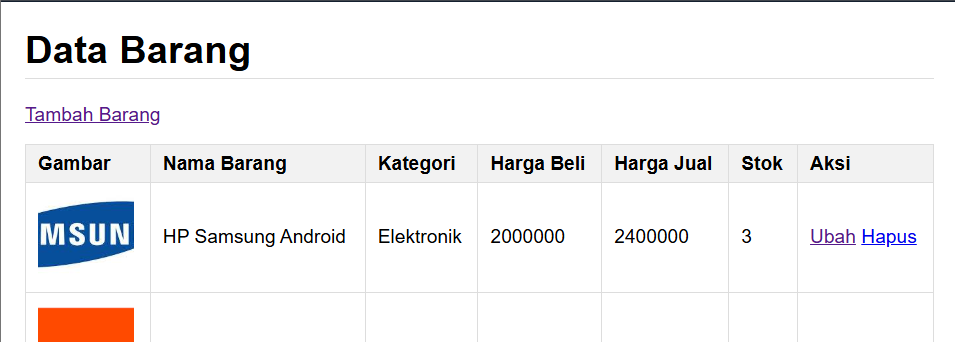 Data Barang
Tambah Barang
Gambar Nama Barang Kategori Harga Beli Harga Jual Stok Aksi
MSUN HP Samsung Android Elektronik 2000000 2400000 3 Ubah Hapus